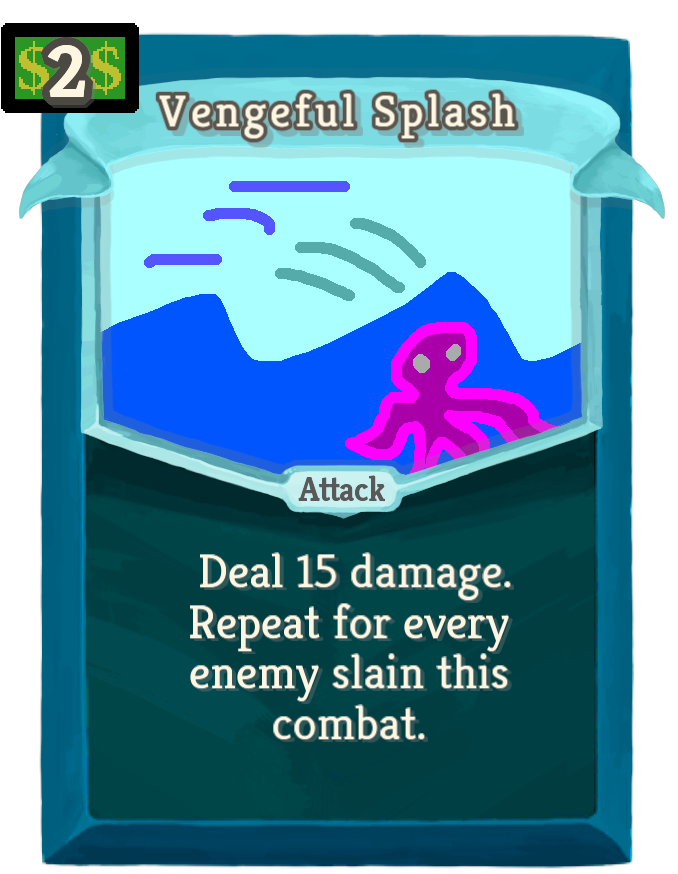 $2$
Vengeful Splash
Attack
Deal 15 damage.
Repeat for every
enemy slain this
combat.